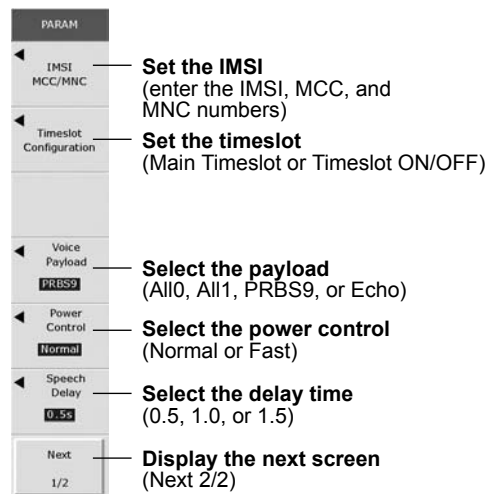 PARAM
IMSI
MCC/MNC
Set the IMSI
(enter the IMSI, MCC, and
MNC numbers)
Timeslot
Configuration
Set the timeslot
(Main Timeslot or Timeslot ON/OFF)
Voice
Payload
PRBS9
Select the payload
(All0, All1, PRBS9, or Echo)
Power
Control
Normal
Select the power control
(Normal or Fast)
Speech
Delay
0.5s
Select the delay time
(0.5, 1.0, or 1.5)
Next
1/2
Display the next screen
(Next 2/2)